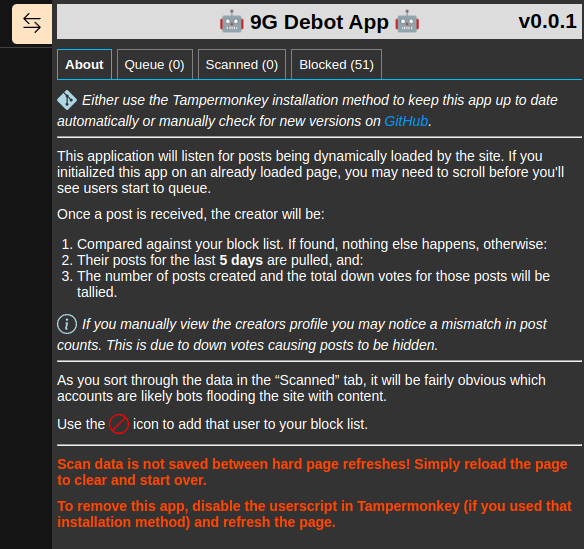 9G Debot App
v0.0.1
About
Queue (0)
Scanned (0)
Blocked (51)
Either use the Tampermonkey installation method to keep this app up to date
automatically or manually check for new versions on GitHub.
This application will listen for posts being dynamically loaded by the site. If you
initialized this app on an already loaded page, you may need to scroll before you'll
see users start to queue.
Once a post is received, the creator will be:
1. Compared against your block list. If found, nothing else happens, otherwise:
2. Their posts for the last 5 days are pulled, and:
3. The number of posts created and the total down votes for those posts will be
tallied.
If you manually view the creators profile you may notice a mismatch in post
counts. This is due to down votes causing posts to be hidden.
As you sort through the data in the “Scanned” tab, it will be fairly obvious which
accounts are likely bots flooding the site with content.
Use the icon to add that user to your block list.
Scan data is not saved between hard page refreshes! Simply reload the page
to clear and start over.
To remove this app, disable the userscript in Tampermonkey (if you used that
installation method) and refresh the page.